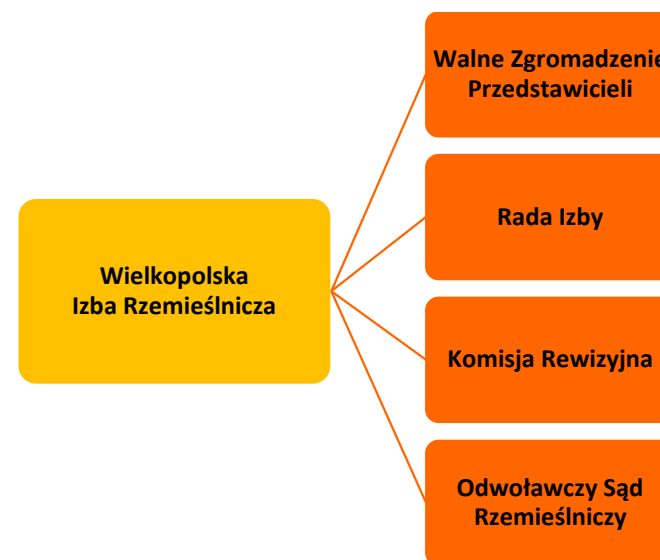 Walne Zgromadzenie
Przedstawicieli
Rada Izby
Wielkopolska
Izba Rzemieślnicza
Komisja Rewizyjna
Odwoławczy Sąd
Rzemieślniczy